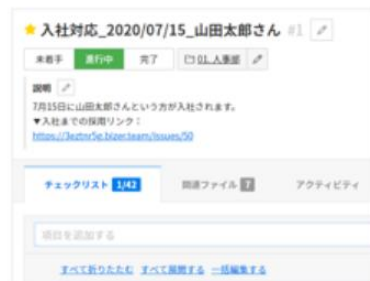 入社対応_2020/07/15_山田太郎さん #1
未着手 進行中 完了 01.人事部
説明
7月15日に山田太郎さんという方が入社されます。
▼入社までの採用リンク：
https://3eztnr5g.bizer.team/issues/50
チェックリスト 1/42 関連ファイル 7 アクティビティ
項目を追加する
すべて折りたたむ すべて展開する 一括編集する